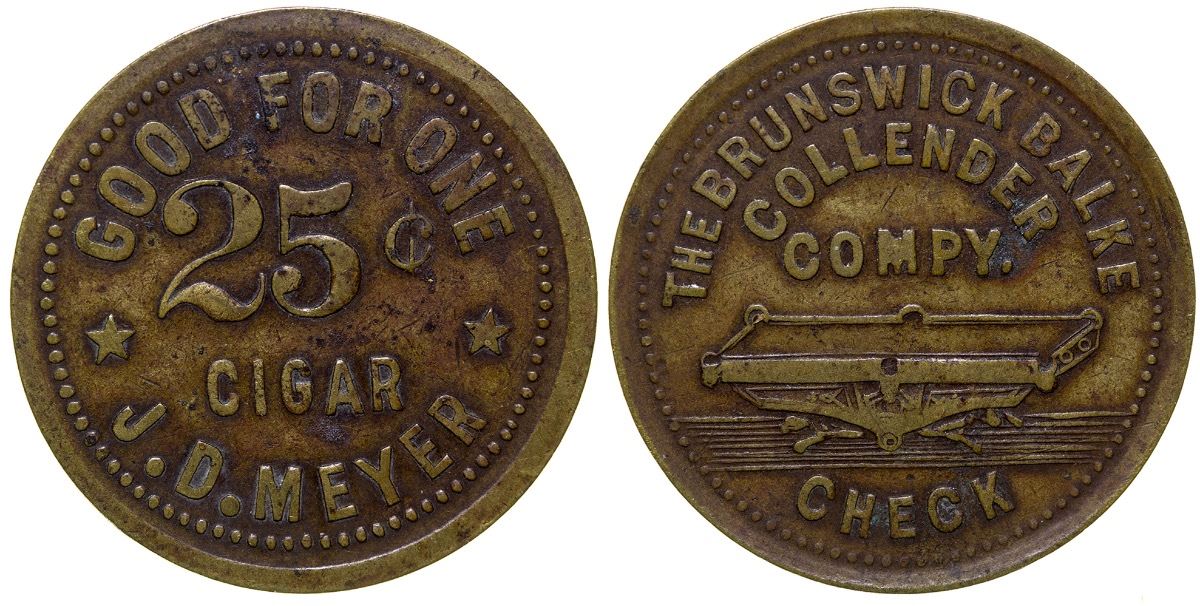 GOOD FOR ONE
25¢
CIGAR
J.D.MEYER
THE BRUNSWICK BALKE
COLLENDER
COMPY.
CHECK